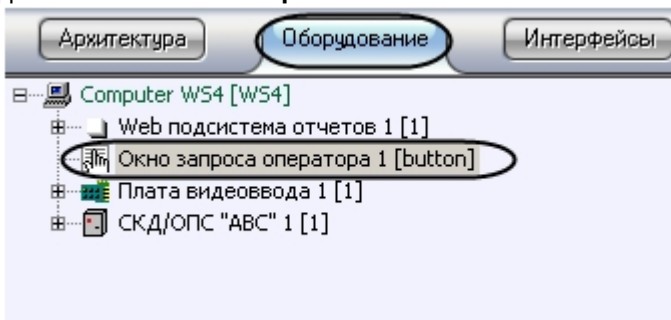 Архитектура Оборудование Интерфейсы
Computer WS4 [WS4]
Web подсистема отчетов 1 [1]
Окно запроса оператора 1 [button]
Плата видеоввода 1 [1]
СКД/ОПС "ABC" 1 [1]